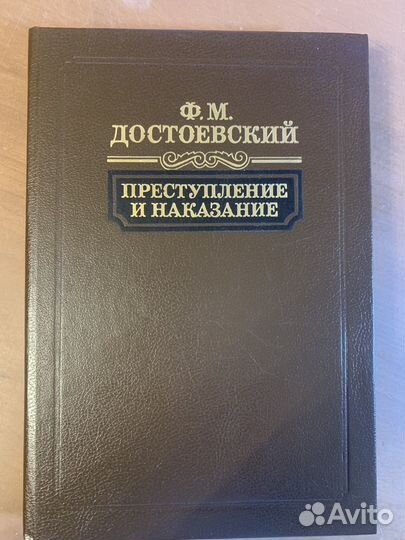 Ф. М.
ДОСТОЕВСКИЙ
ПРЕСТУПЛЕНИЕ
И НАКАЗАНИЕ
Avito